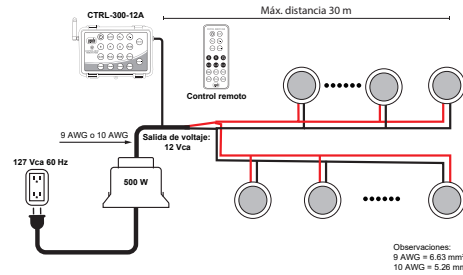 CTRL-300-12A
Máx. distancia 30 m
Control remoto
9 AWG o 10 AWG
Salida de voltaje:
12 Vca
127 Vca 60 Hz
500 W
Observaciones:
9 AWG = 6.63 mm²
10 AWG = 5.26 mm